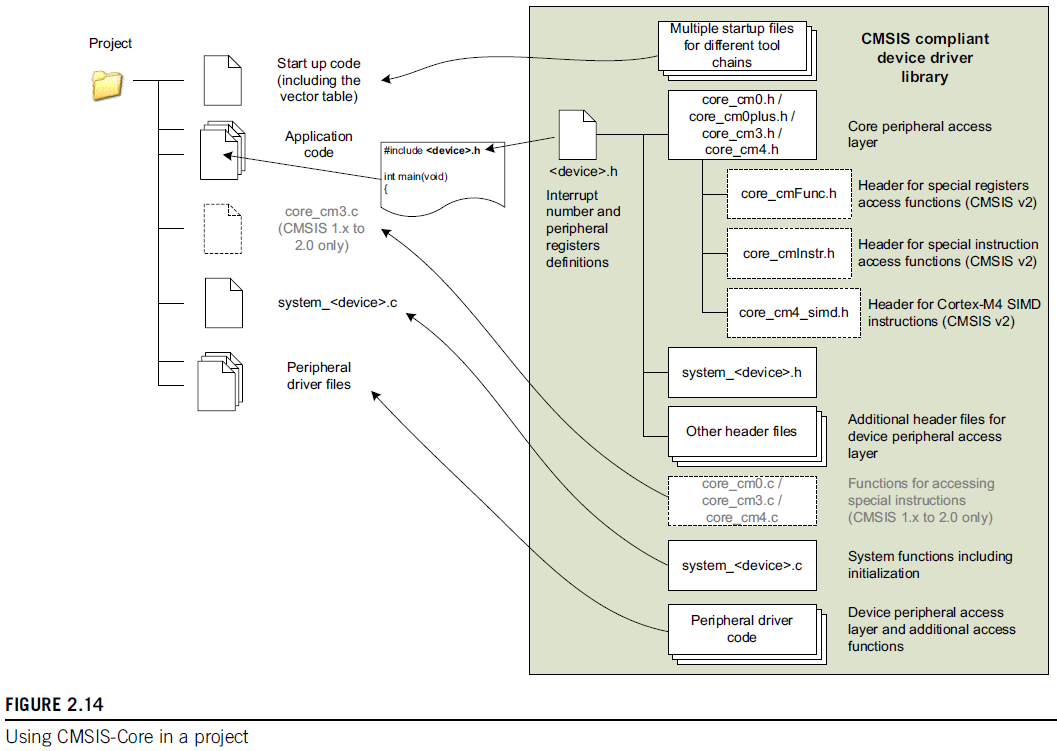 Project
Start up code
(including the
vector table)
Application
code
#include <device>.h
int main(void)
{
core_cm3.c
(CMSIS 1.x to
2.0 only)
system_<device>.c
Peripheral
driver files
CMSIS compliant
device driver
library
Multiple startup files
for different tool
chains
<device>.h
Interrupt
number and
peripheral
registers
definitions
core_cm0.h /
core_cm0plus.h /
core_cm3.h /
core_cm4.h
Core peripheral access
layer
core_cmFunc.h
Header for special registers
access functions (CMSIS v2)
core_cmInstr.h
Header for special instruction
access functions (CMSIS v2)
core_cm4_simd.h
Header for Cortex-M4 SIMD
instructions (CMSIS v2)
system_<device>.h
Other header files
Additional header files for
device peripheral access
layer
core_cm0.c /
core_cm3.c /
core_cm4.c
Functions for accessing
special instructions
(CMSIS 1.x to 2.0 only)
system_<device>.c
System functions including
initialization
Peripheral driver
code
Device peripheral access
layer and additional access
functions
FIGURE 2.14
Using CMSIS-Core in a project